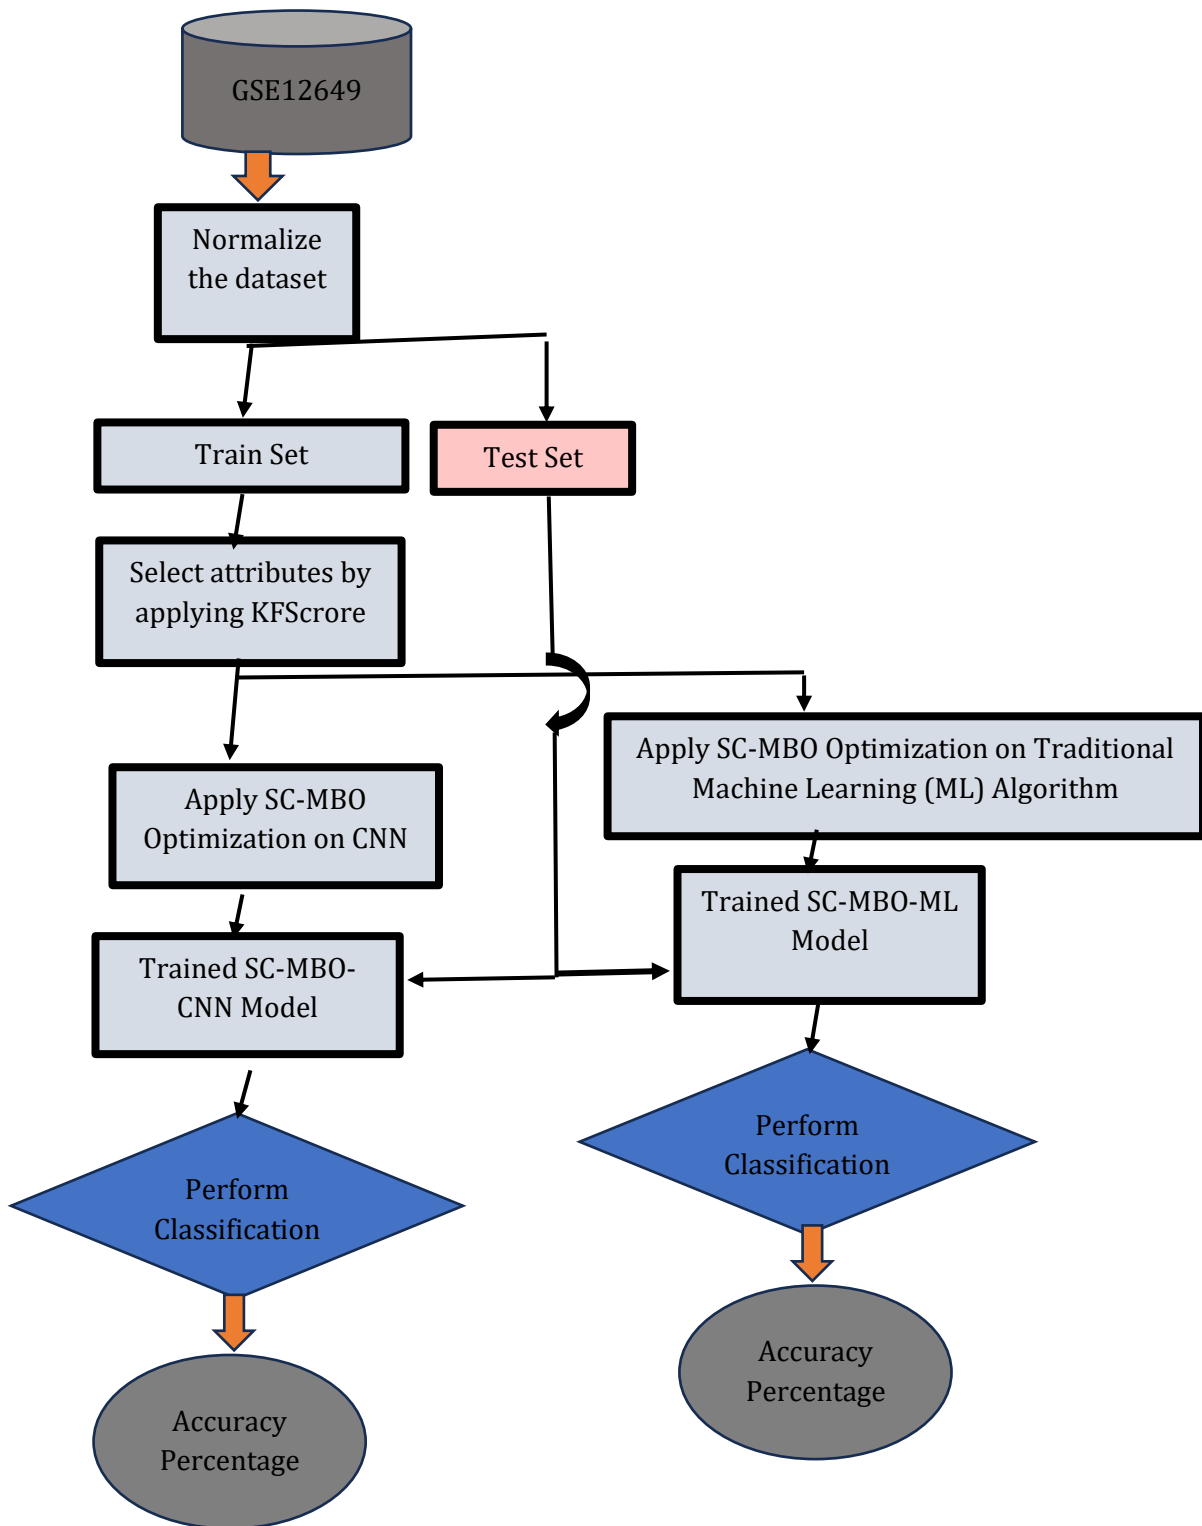 GSE12649
Normalize
the dataset
Train Set
Test Set
Select attributes by
applying KFScrore
Apply SC-MBO Optimization on Traditional
Machine Learning (ML) Algorithm
Apply SC-MBO
Optimization on CNN
Trained SC-MBO-ML
Model
Trained SC-MBO-
CNN Model
Perform
Classification
Perform
Classification
Accuracy
Percentage
Accuracy
Percentage